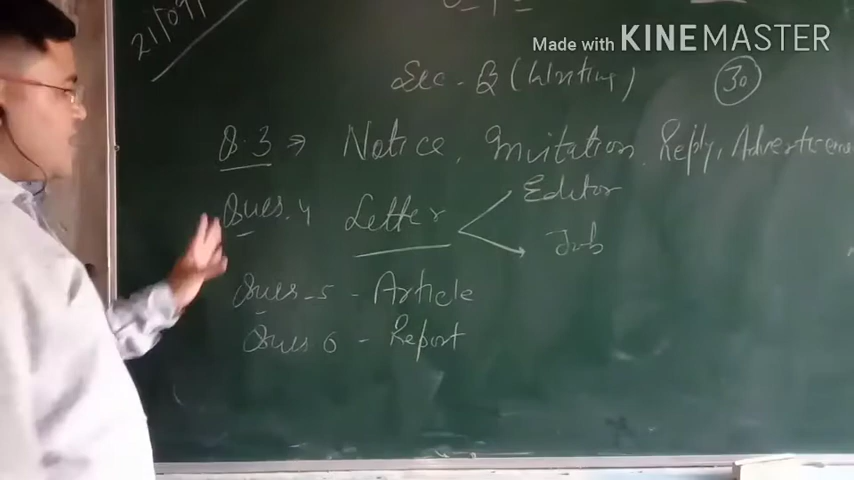 21/09/
Made with KINEMASTER
Sec - B (Writing) 30
Q.3 → Notice, Invitation, Reply, Advertisem
Ques. 4 Letter Editor
Job
Ques - 5 - Article
Ques 6 - Report